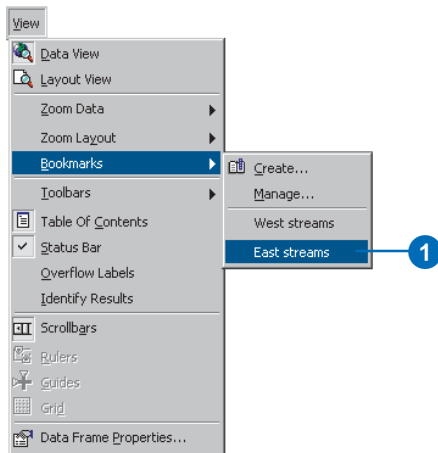 View
Data View
Layout View
Zoom Data
Zoom Layout
Bookmarks
Toolbars
Table Of Contents
Status Bar
Overflow Labels
Identify Results
Scrollbars
Rulers
Guides
Grid
Data Frame Properties...
Create...
Manage...
West streams
East streams
1